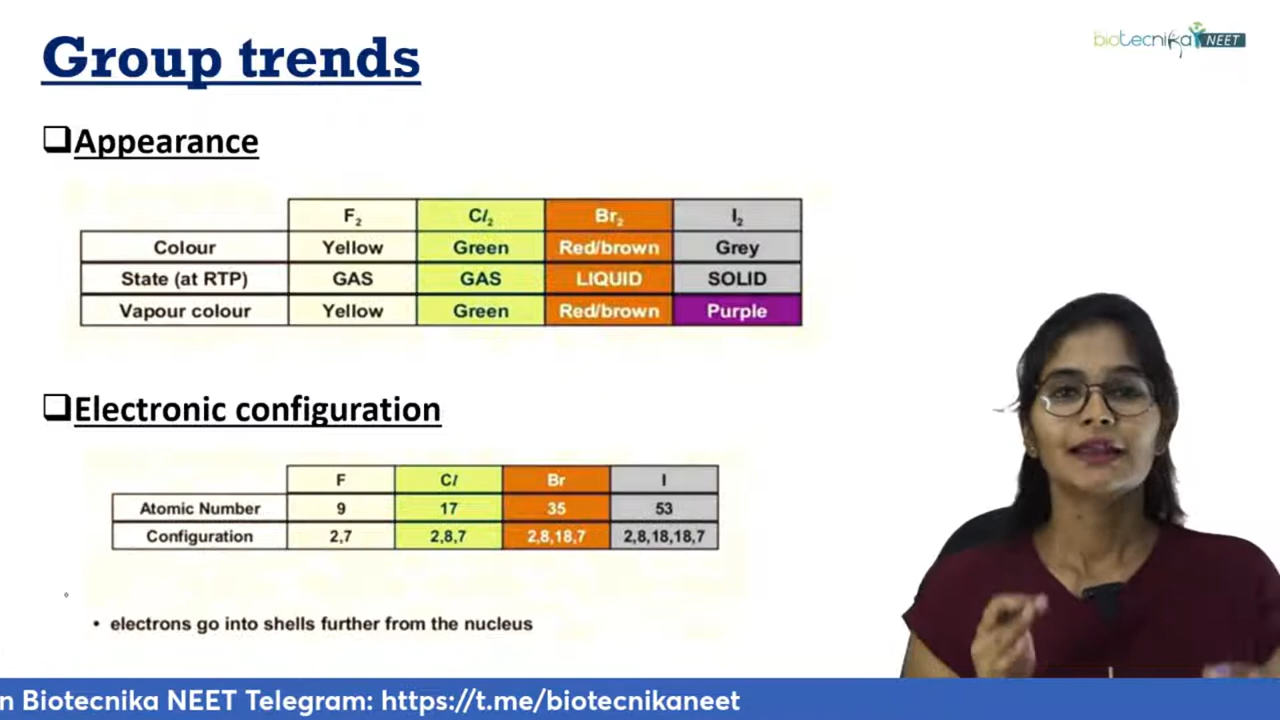 Group trends
biotecnika NEET
Appearance
F₂ Cl₂ Br₂ I₂
Colour Yellow Green Red/brown Grey
State (at RTP) GAS GAS LIQUID SOLID
Vapour colour Yellow Green Red/brown Purple
Electronic configuration
F Cl Br I
Atomic Number 9 17 35 53
Configuration 2,7 2,8,7 2,8,18,7 2,8,18,18,7
• electrons go into shells further from the nucleus
n Biotecnika NEET Telegram: https://t.me/biotecnikaneet